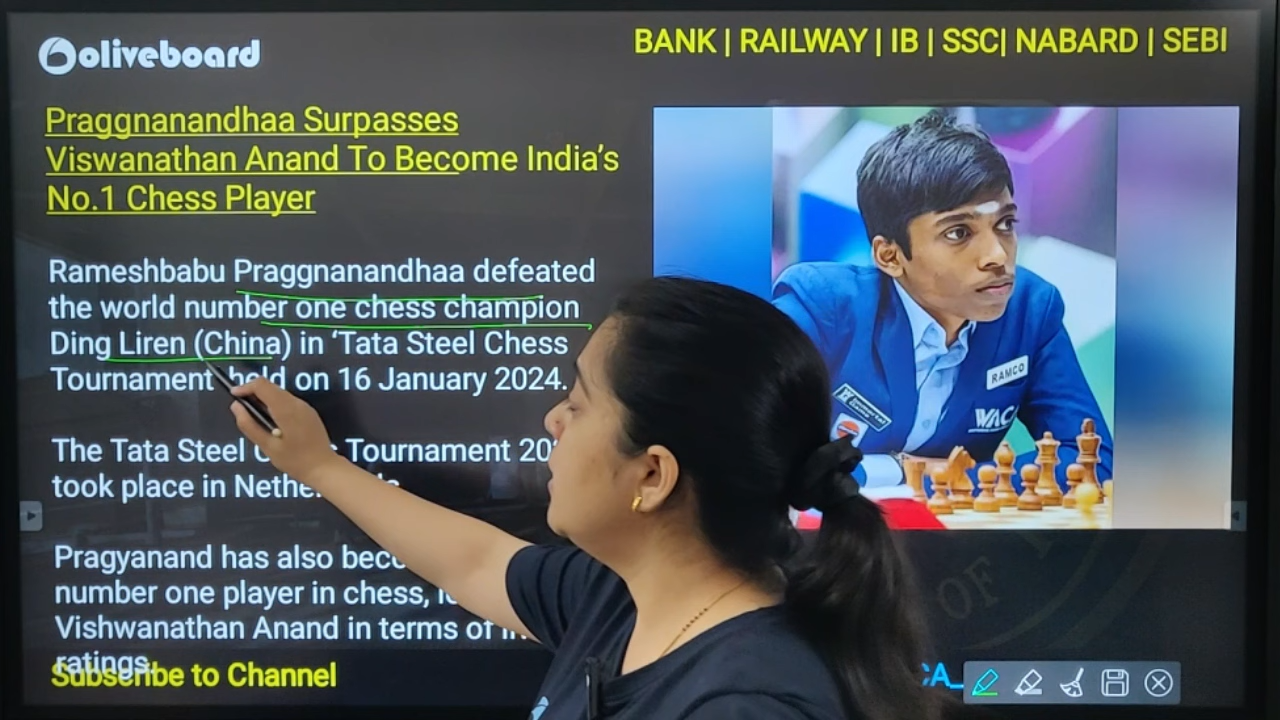 oliveboard
BANK | RAILWAY | IB | SSC| NABARD | SEBI
Praggnanandhaa Surpasses
Viswanathan Anand To Become India’s
No.1 Chess Player
Rameshbabu Praggnanandhaa defeated
the world number one chess champion
Ding Liren (China) in ‘Tata Steel Chess
Tournament held on 16 January 2024.
The Tata Steel Tournament
took place in
Pragyanand has also
number one player in chess,
Vishwanathan Anand in terms of
ratings.
Subscribe to Channel
RAMCO
WACA
OF